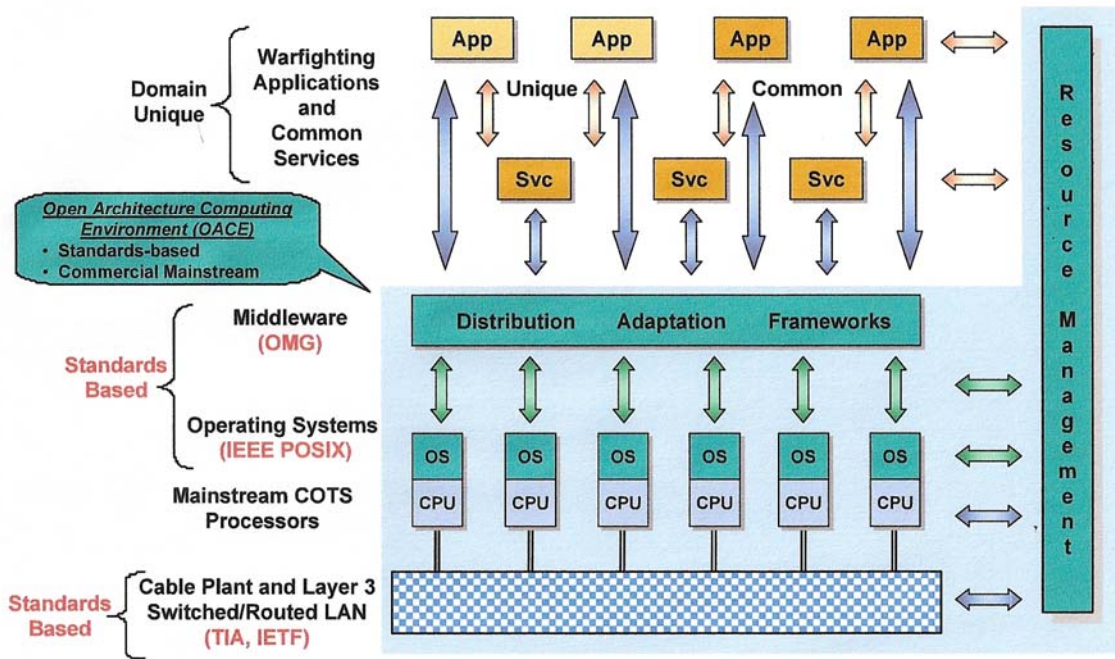 App App App App
Domain
Unique
Warfighting
Applications
and
Common
Services
Unique Common
Svc Svc Svc
Open Architecture Computing
Environment (OACE)
• Standards-based
• Commercial Mainstream
Middleware
(OMG)
Distribution Adaptation Frameworks
Standards
Based
Operating Systems
(IEEE POSIX)
OS OS OS OS OS OS
Mainstream COTS
Processors
CPU CPU CPU CPU CPU CPU
Standards
Based
Cable Plant and Layer 3
Switched/Routed LAN
(TIA, IETF)
Resource Management